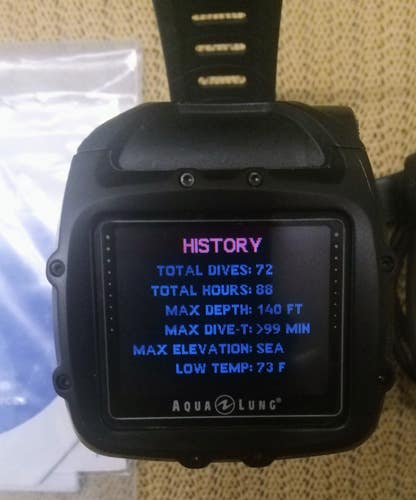 HISTORY
TOTAL DIVES: 72
TOTAL HOURS: 88
MAX DEPTH: 140 FT
MAX DIVE-T: >99 MIN
MAX ELEVATION: SEA
LOW TEMP: 73 F
AQUA LUNG®